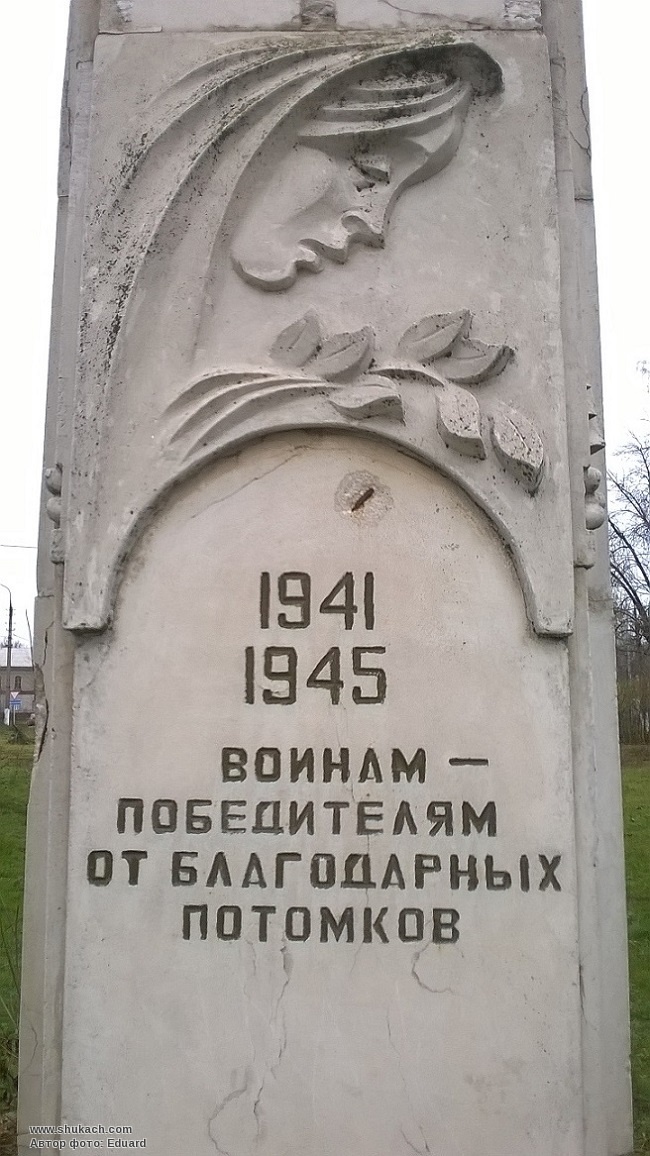 1941
1945
ВОИНАМ —
ПОБЕДИТЕЛЯМ
ОТ БЛАГОДАРНЫХ
ПОТОМКОВ
www.shukach.com
Автор фото: Eduard